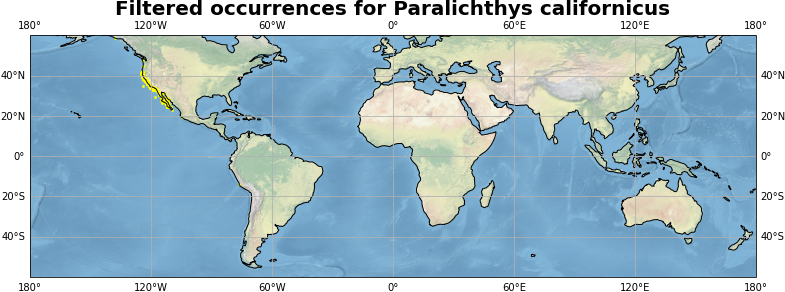 Filtered occurrences for Paralichthys californicus
180° 120°W 60°W 0° 60°E 120°E 180°
40°N 40°N
20°N 20°N
0° 0°
20°S 20°S
40°S 40°S
180° 120°W 60°W 0° 60°E 120°E 180°